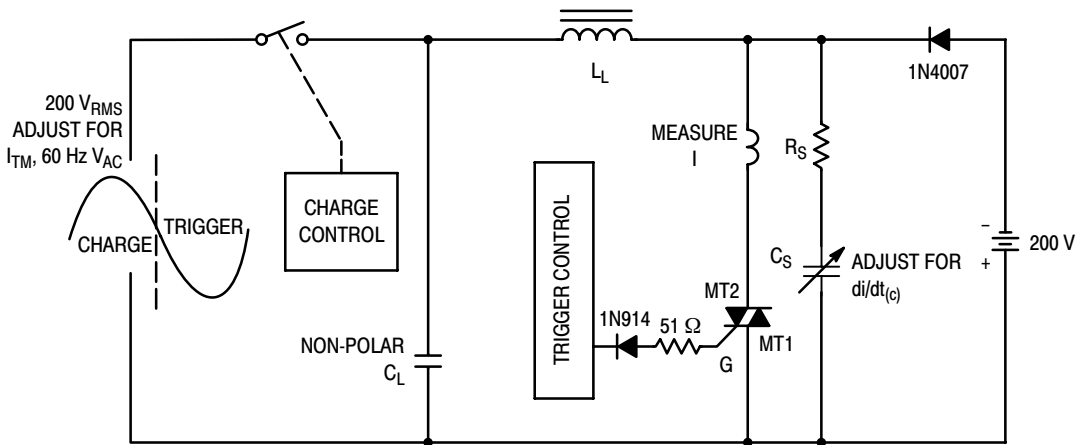 200 V_RMS
ADJUST FOR
I_TM, 60 Hz V_AC
CHARGE
TRIGGER
CHARGE
CONTROL
NON-POLAR
C_L
L_L
TRIGGER CONTROL
1N914
51 Ω
G
MEASURE
I
MT2
MT1
R_S
C_S
ADJUST FOR
di/dt_(c)
1N4007
−
+
200 V